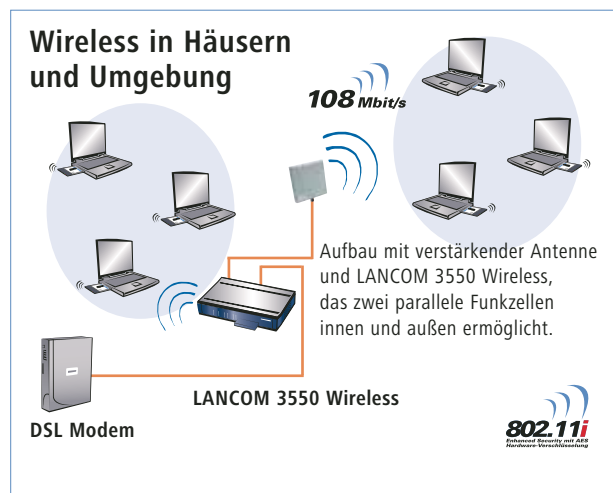 Wireless in Häusern
und Umgebung
108 Mbit/s
Aufbau mit verstärkender Antenne
und LANCOM 3550 Wireless,
das zwei parallele Funkzellen
innen und außen ermöglicht.
LANCOM 3550 Wireless
DSL Modem
802.11i
Enhanced Security mit AES
Hardware-Verschlüsselung